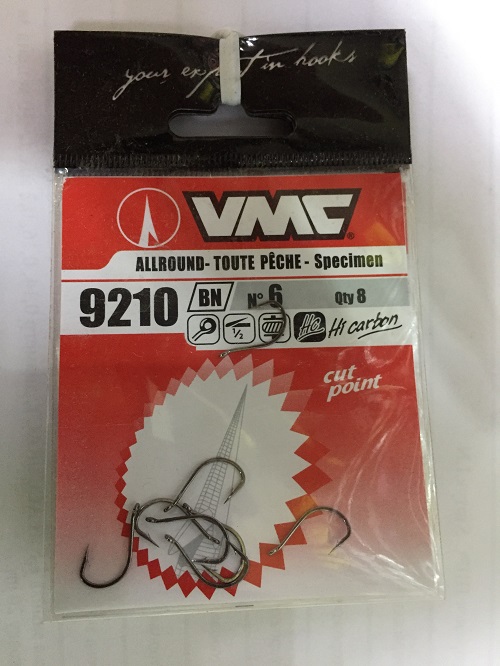 your expert in hooks
VMC®
ALLROUND- TOUTE PÊCHE - Specimen
9210 BN N° 6 Qty 8
1/2 Hi carbon
cut
point